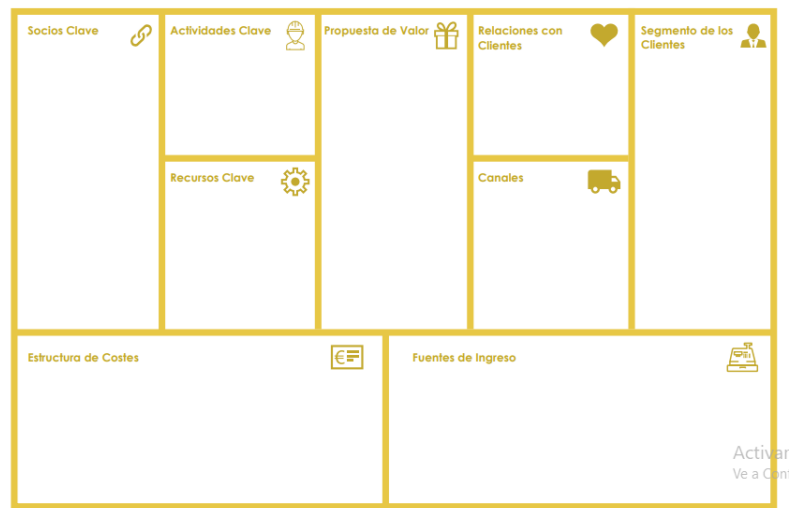 Socios Clave
Actividades Clave
Propuesta de Valor
Relaciones con
Clientes
Segmento de los
Clientes
Recursos Clave
Canales
Estructura de Costes
€
Fuentes de Ingreso
Activar
Ve a Conf